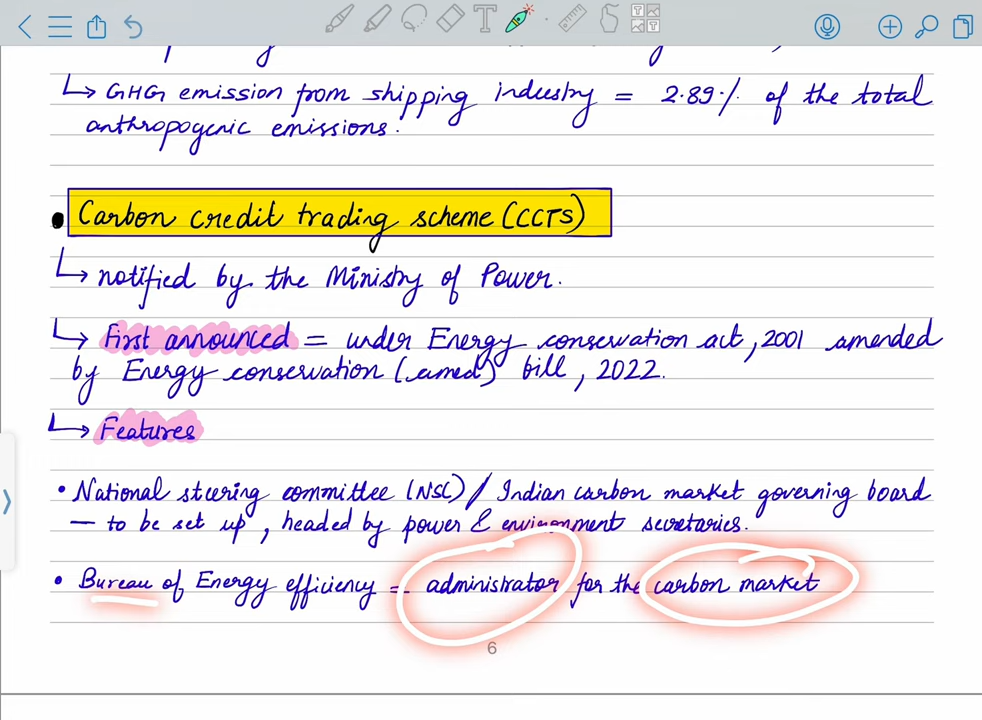 ↳ GHG emission from shipping industry = 2.89% of the total
anthropogenic emissions.
• Carbon credit trading scheme (CCTS)
↳ notified by the Ministry of Power.
↳ First announced = under Energy conservation act, 2001 amended
by Energy conservation (amed) bill, 2022.
↳ Features
• National steering committee (NSC) / Indian carbon market governing board
— to be set up, headed by power & environment secretaries.
• Bureau of Energy efficiency = administrator for the carbon market
6